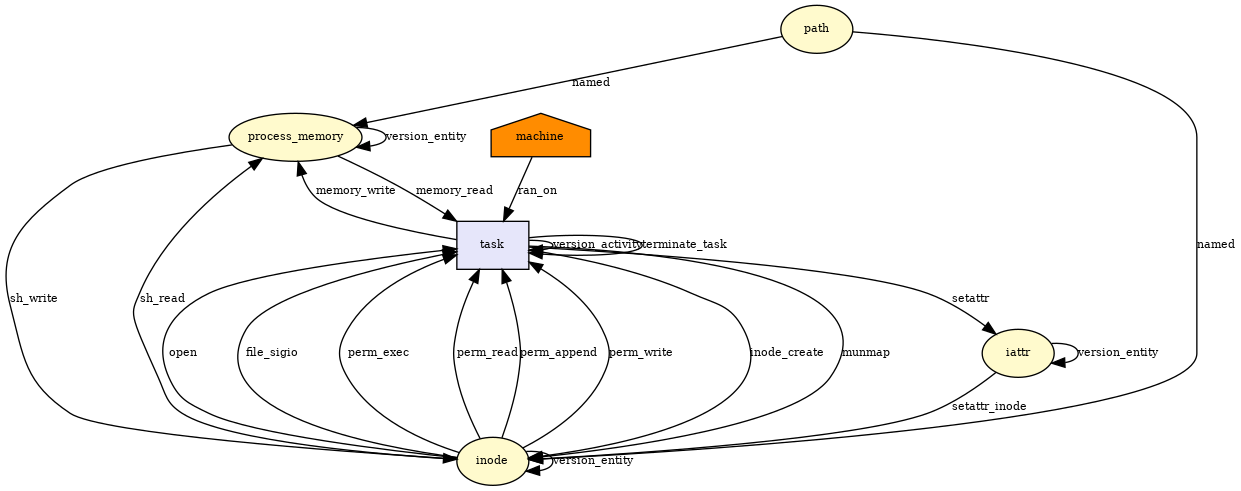 path
named
process_memory
version_entity
machine
memory_write
memory_read
ran_on
task
version_activity
terminate_task
named
sh_write
sh_read
setattr
open
file_sigio
perm_exec
perm_read
perm_append
perm_write
inode_create
munmap
iattr
version_entity
setattr_inode
inode
version_entity